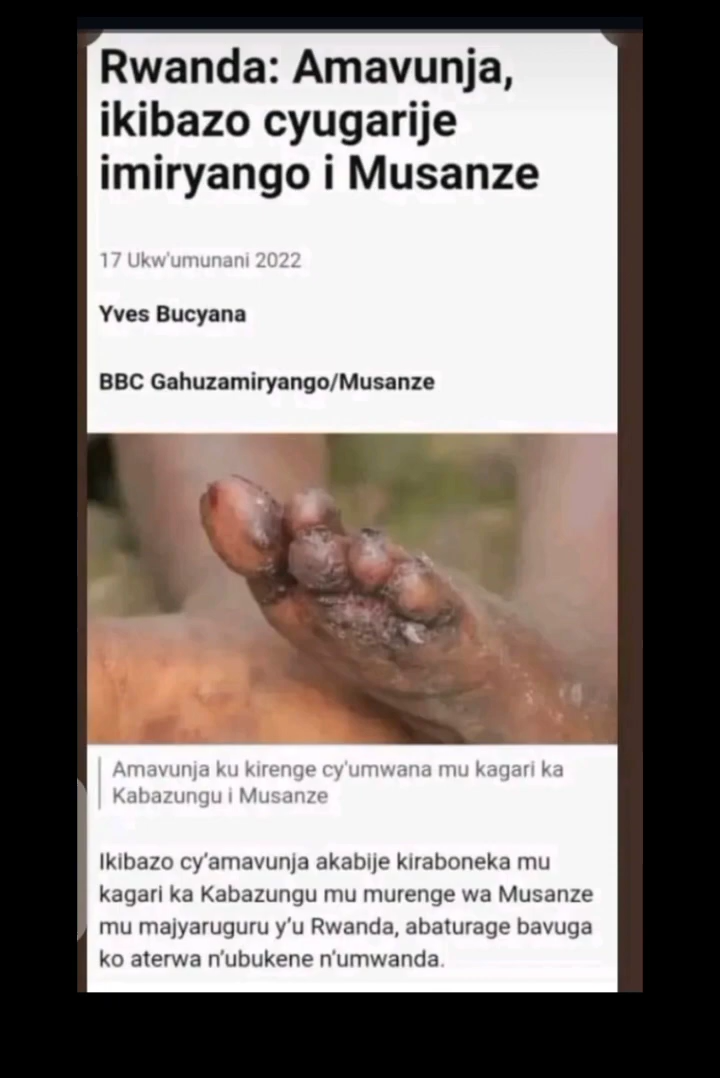 Rwanda: Amavunja,
ikibazo cyugarije
imiryango i Musanze
17 Ukw'umunani 2022
Yves Bucyana
BBC Gahuzamiryango/Musanze
Amavunja ku kirenge cy'umwana mu kagari ka
Kabazungu i Musanze
Ikibazo cy'amavunja akabije kiraboneka mu
kagari ka Kabazungu mu murenge wa Musanze
mu majyaruguru y'u Rwanda, abaturage bavuga
ko aterwa n'ubukene n'umwanda.